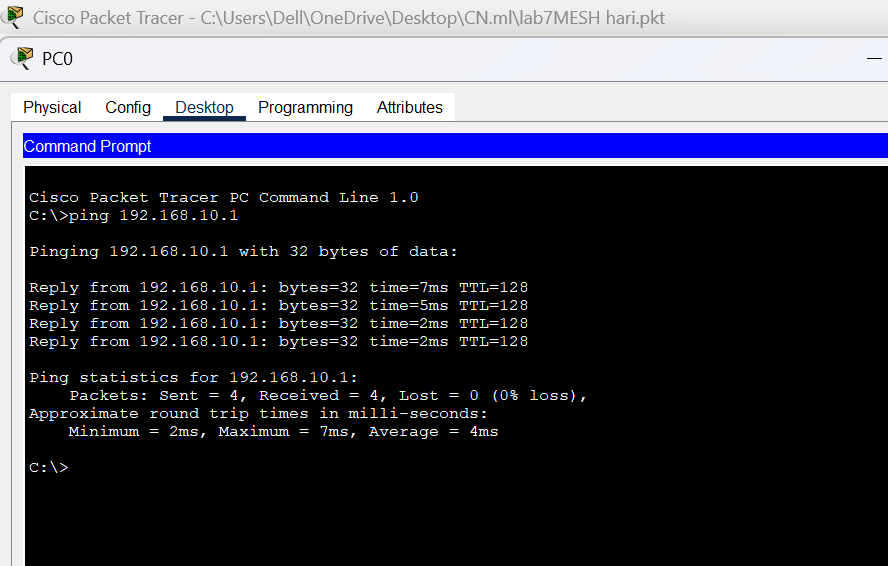 Cisco Packet Tracer - C:\Users\Dell\OneDrive\Desktop\CN.ml\lab7MESH hari.pkt
PC0
Physical Config Desktop Programming Attributes
Command Prompt
Cisco Packet Tracer PC Command Line 1.0
C:\>ping 192.168.10.1
Pinging 192.168.10.1 with 32 bytes of data:
Reply from 192.168.10.1: bytes=32 time=7ms TTL=128
Reply from 192.168.10.1: bytes=32 time=5ms TTL=128
Reply from 192.168.10.1: bytes=32 time=2ms TTL=128
Reply from 192.168.10.1: bytes=32 time=2ms TTL=128
Ping statistics for 192.168.10.1:
Packets: Sent = 4, Received = 4, Lost = 0 (0% loss),
Approximate round trip times in milli-seconds:
Minimum = 2ms, Maximum = 7ms, Average = 4ms
C:\>